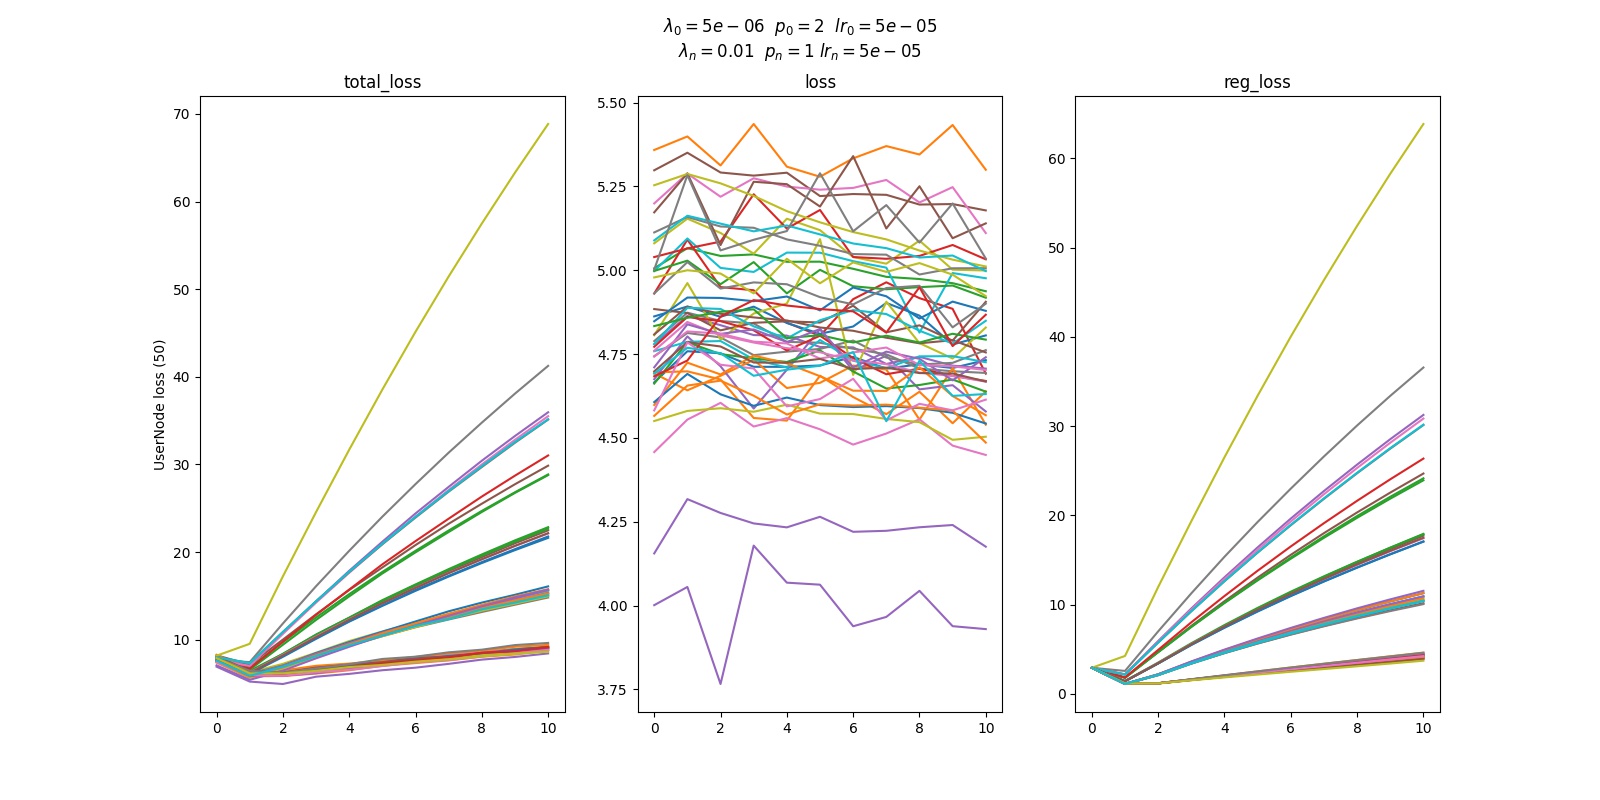 λ₀ = 5e − 06 p₀ = 2 lr₀ = 5e − 05
λₙ = 0.01 pₙ = 1 lrₙ = 5e − 05
total_loss
loss
reg_loss
UserNode loss (50)
70
60
50
40
30
20
10
0 2 4 6 8 10
5.50
5.25
5.00
4.75
4.50
4.25
4.00
3.75
0 2 4 6 8 10
60
50
40
30
20
10
0
0 2 4 6 8 10